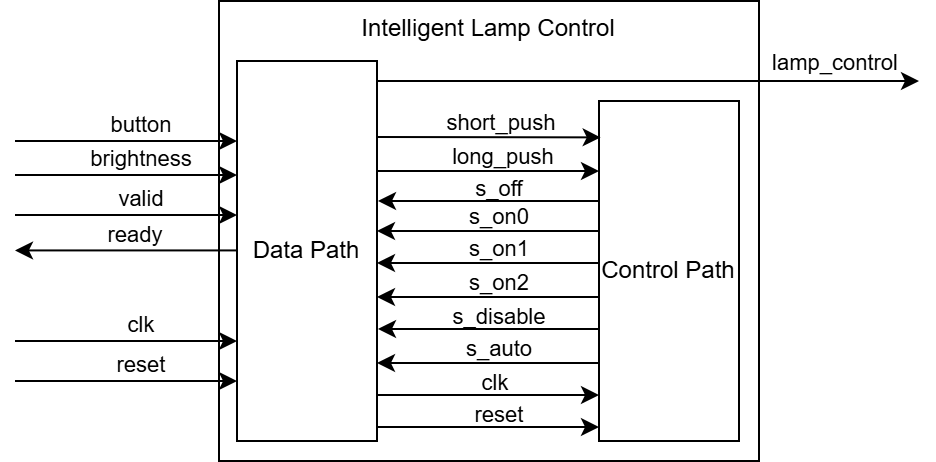 Intelligent Lamp Control
lamp_control
button
brightness
valid
ready
clk
reset
Data Path
short_push
long_push
s_off
s_on0
s_on1
s_on2
s_disable
s_auto
clk
reset
Control Path